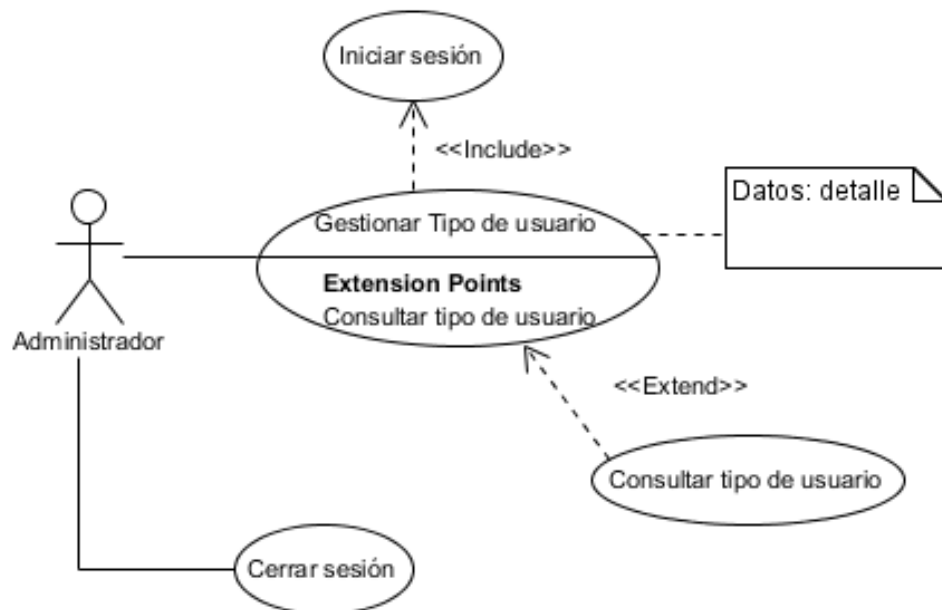 Iniciar sesión
<<Include>>
Datos: detalle
Gestionar Tipo de usuario
Extension Points
Consultar tipo de usuario
Administrador
<<Extend>>
Consultar tipo de usuario
Cerrar sesión